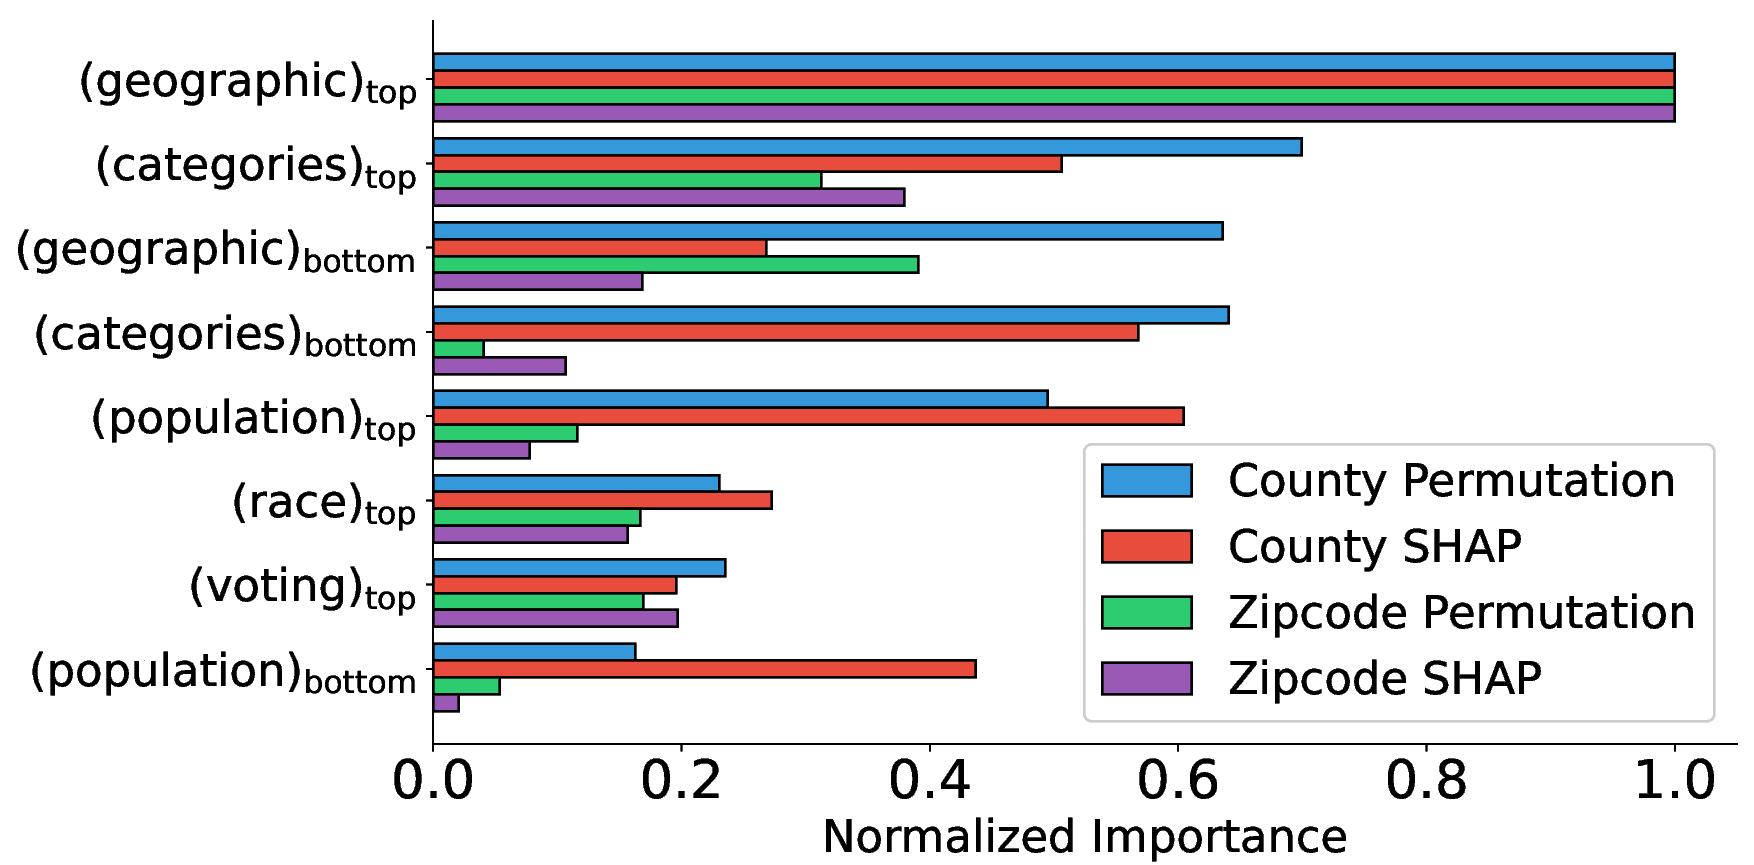 (geographic)top
(categories)top
(geographic)bottom
(categories)bottom
(population)top
(race)top
(voting)top
(population)bottom
County Permutation
County SHAP
Zipcode Permutation
Zipcode SHAP
0.0 0.2 0.4 0.6 0.8 1.0
Normalized Importance